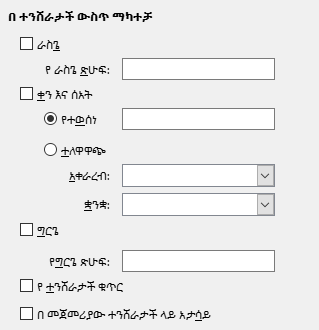 በ ተንሸራታች ውስጥ ማካተቻ
ራስጌ
የ ራስጌ ጽሁፍ:
ቀን እና ሰአት
የተወሰነ
ተለዋዋጭ
አቀራረብ:
ቋንቋ:
ግርጌ
የግርጌ ጽሑፍ:
የ ተንሸራታች ቁጥር
በ መጀመሪያው ተንሸራታች ላይ አታሳይ